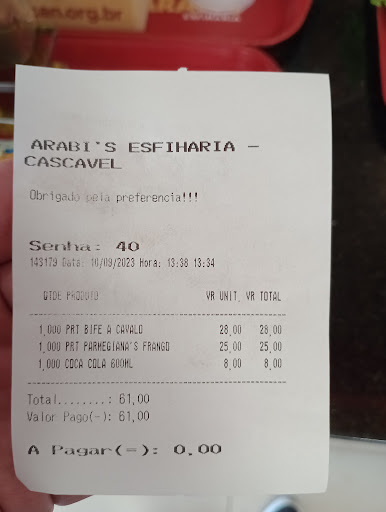 gen.org.br
ARABI'S ESFIHARIA -
CASCAVEL
Obrigado pela preferencia!!!
Senha: 40
143179 Data: 10/09/2023 Hora: 13:38 13:34
QTDE PRODUTO VR UNIT. VR TOTAL
1,000 PRT BIFE A CAVALO 28,00 28,00
1,000 PRT PARMEGIANA'S FRANGO 25,00 25,00
1,000 COCA COLA 600ML 8,00 8,00
Total........: 61,00
Valor Pago(-): 61,00
A Pagar(=): 0.00